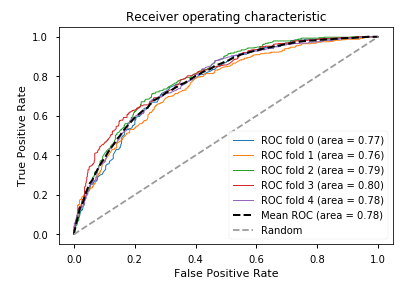 Receiver operating characteristic
True Positive Rate
1.0
0.8
0.6
0.4
0.2
0.0
ROC fold 0 (area = 0.77)
ROC fold 1 (area = 0.76)
ROC fold 2 (area = 0.79)
ROC fold 3 (area = 0.80)
ROC fold 4 (area = 0.78)
Mean ROC (area = 0.78)
Random
0.0 0.2 0.4 0.6 0.8 1.0
False Positive Rate